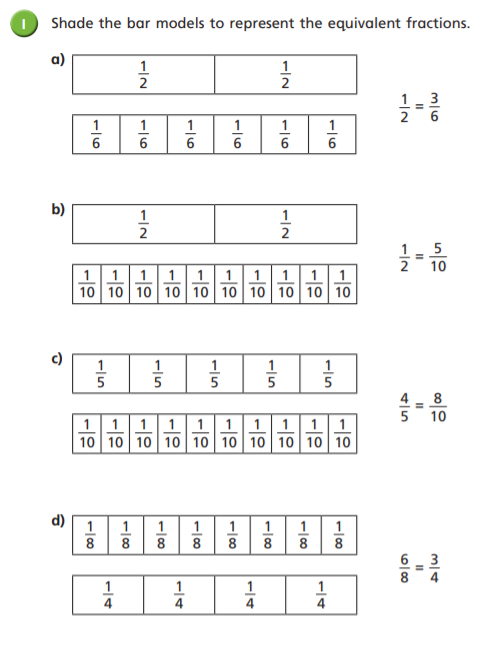 1 Shade the bar models to represent the equivalent fractions.
a)
1/2 1/2
1/2 = 3/6
1/6 1/6 1/6 1/6 1/6 1/6
b)
1/2 1/2
1/2 = 5/10
1/10 1/10 1/10 1/10 1/10 1/10 1/10 1/10 1/10 1/10
c)
1/5 1/5 1/5 1/5 1/5
4/5 = 8/10
1/10 1/10 1/10 1/10 1/10 1/10 1/10 1/10 1/10 1/10
d)
1/8 1/8 1/8 1/8 1/8 1/8 1/8 1/8
6/8 = 3/4
1/4 1/4 1/4 1/4